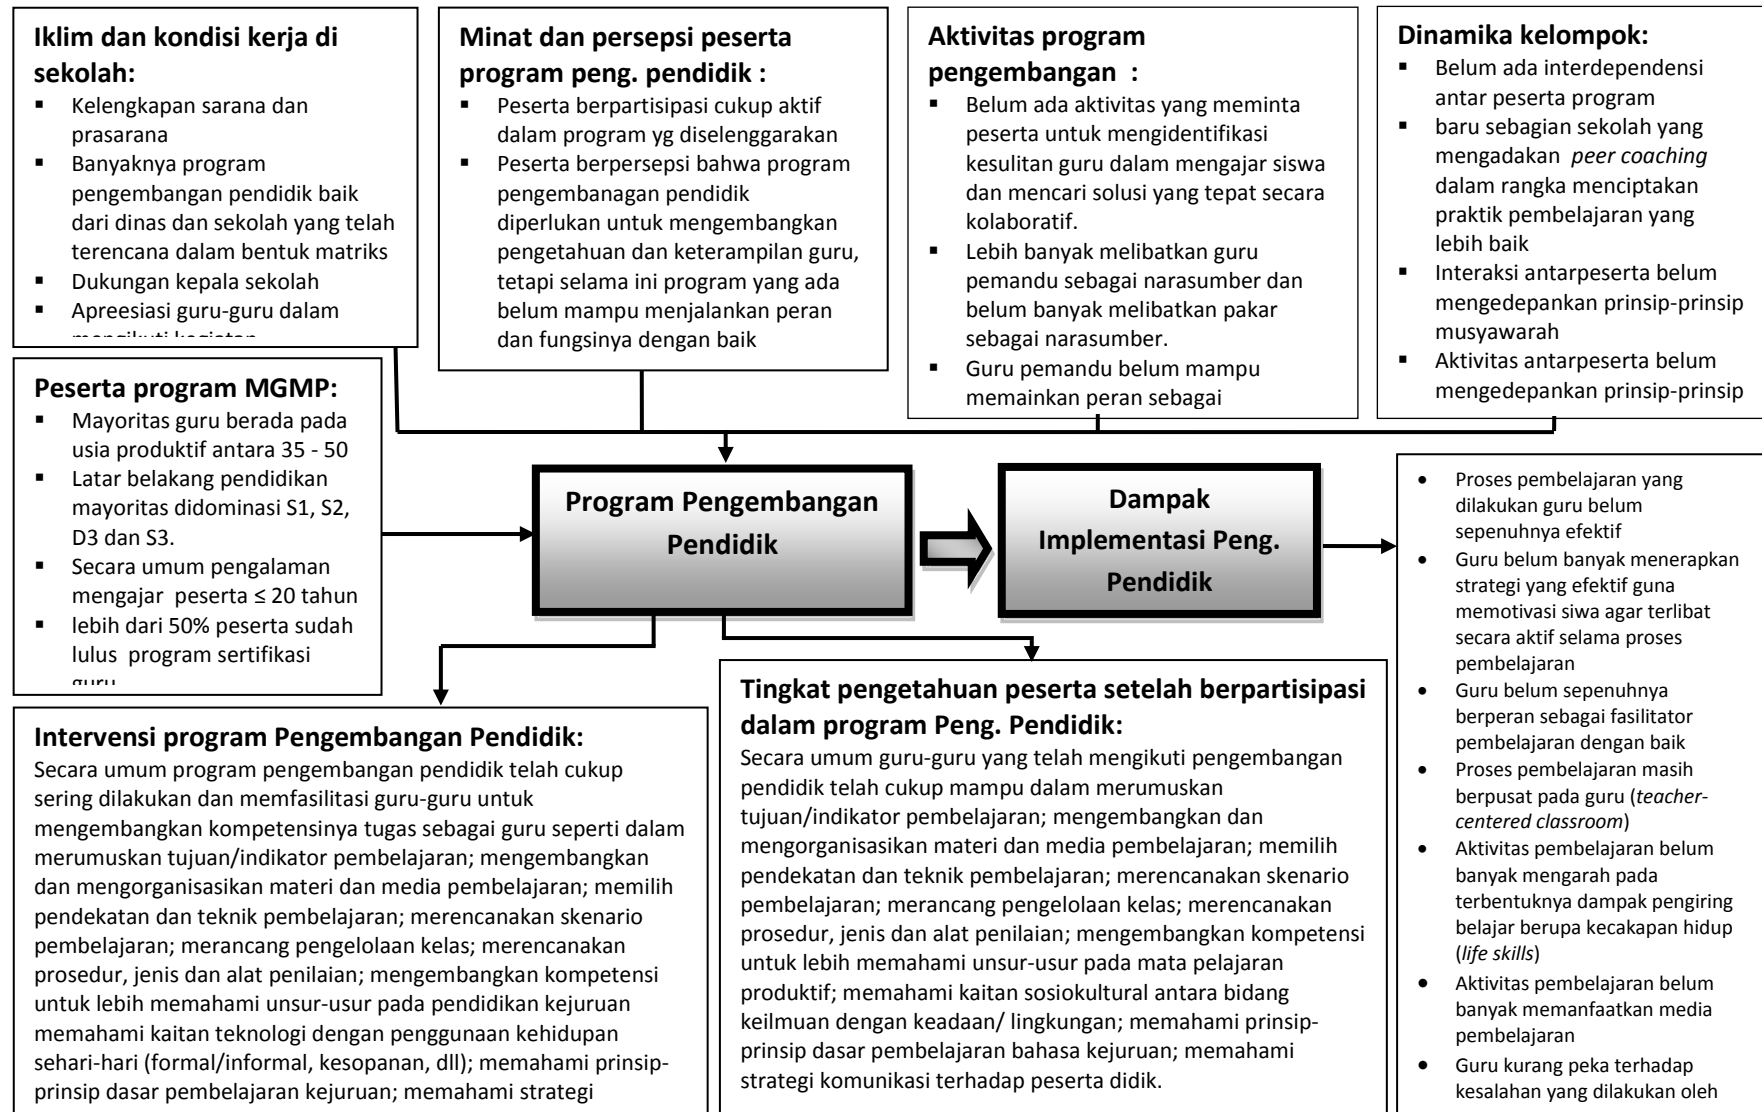 Iklim dan kondisi kerja di
sekolah:
▪ Kelengkapan sarana dan
prasarana
▪ Banyaknya program
pengembangan pendidik baik
dari dinas dan sekolah yang telah
terencana dalam bentuk matriks
▪ Dukungan kepala sekolah
▪ Apreesiasi guru-guru dalam
mengikuti kegiatan
Minat dan persepsi peserta
program peng. pendidik :
▪ Peserta berpartisipasi cukup aktif
dalam program yg diselenggarakan
▪ Peserta berpersepsi bahwa program
pengembanagan pendidik
diperlukan untuk mengembangkan
pengetahuan dan keterampilan guru,
tetapi selama ini program yang ada
belum mampu menjalankan peran
dan fungsinya dengan baik
Aktivitas program
pengembangan :
▪ Belum ada aktivitas yang meminta
peserta untuk mengidentifikasi
kesulitan guru dalam mengajar siswa
dan mencari solusi yang tepat secara
kolaboratif.
▪ Lebih banyak melibatkan guru
pemandu sebagai narasumber dan
belum banyak melibatkan pakar
sebagai narasumber.
▪ Guru pemandu belum mampu
memainkan peran sebagai
Dinamika kelompok:
▪ Belum ada interdependensi
antar peserta program
▪ baru sebagian sekolah yang
mengadakan peer coaching
dalam rangka menciptakan
praktik pembelajaran yang
lebih baik
▪ Interaksi antarpeserta belum
mengedepankan prinsip-prinsip
musyawarah
▪ Aktivitas antarpeserta belum
mengedepankan prinsip-prinsip
Peserta program MGMP:
▪ Mayoritas guru berada pada
usia produktif antara 35 - 50
▪ Latar belakang pendidikan
mayoritas didominasi S1, S2,
D3 dan S3.
▪ Secara umum pengalaman
mengajar peserta ≤ 20 tahun
▪ lebih dari 50% peserta sudah
lulus program sertifikasi
guru
Program Pengembangan
Pendidik
Dampak
Implementasi Peng.
Pendidik
• Proses pembelajaran yang
dilakukan guru belum
sepenuhnya efektif
• Guru belum banyak menerapkan
strategi yang efektif guna
memotivasi siwa agar terlibat
secara aktif selama proses
pembelajaran
• Guru belum sepenuhnya
berperan sebagai fasilitator
pembelajaran dengan baik
• Proses pembelajaran masih
berpusat pada guru (teacher-
centered classroom)
• Aktivitas pembelajaran belum
banyak mengarah pada
terbentuknya dampak pengiring
belajar berupa kecakapan hidup
(life skills)
• Aktivitas pembelajaran belum
banyak memanfaatkan media
pembelajaran
• Guru kurang peka terhadap
kesalahan yang dilakukan oleh
Intervensi program Pengembangan Pendidik:
Secara umum program pengembangan pendidik telah cukup
sering dilakukan dan memfasilitasi guru-guru untuk
mengembangkan kompetensinya tugas sebagai guru seperti dalam
merumuskan tujuan/indikator pembelajaran; mengembangkan
dan mengorganisasikan materi dan media pembelajaran; memilih
pendekatan dan teknik pembelajaran; merencanakan skenario
pembelajaran; merancang pengelolaan kelas; merencanakan
prosedur, jenis dan alat penilaian; mengembangkan kompetensi
untuk lebih memahami unsur-usur pada pendidikan kejuruan
memahami kaitan teknologi dengan penggunaan kehidupan
sehari-hari (formal/informal, kesopanan, dll); memahami prinsip-
prinsip dasar pembelajaran kejuruan; memahami strategi
Tingkat pengetahuan peserta setelah berpartisipasi
dalam program Peng. Pendidik:
Secara umum guru-guru yang telah mengikuti pengembangan
pendidik telah cukup mampu dalam merumuskan
tujuan/indikator pembelajaran; mengembangkan dan
mengorganisasikan materi dan media pembelajaran; memilih
pendekatan dan teknik pembelajaran; merencanakan skenario
pembelajaran; merancang pengelolaan kelas; merencanakan
prosedur, jenis dan alat penilaian; mengembangkan kompetensi
untuk lebih memahami unsur-usur pada mata pelajaran
produktif; memahami kaitan sosiokultural antara bidang
keilmuan dengan keadaan/ lingkungan; memahami prinsip-
prinsip dasar pembelajaran bahasa kejuruan; memahami
strategi komunikasi terhadap peserta didik.